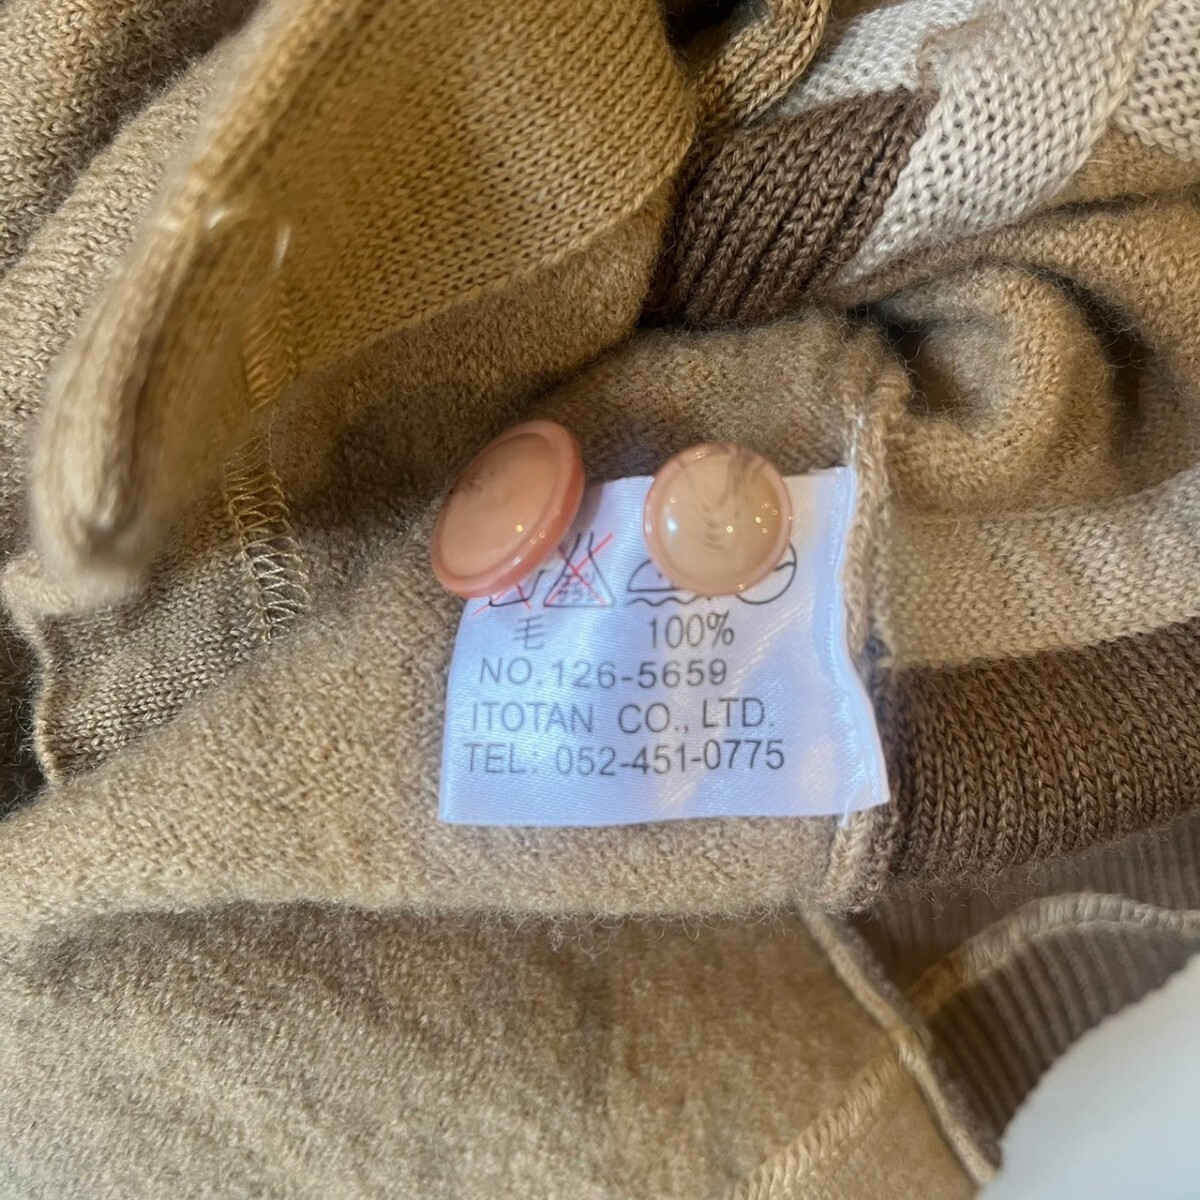 毛 100%
NO.126-5659
ITOTAN CO.,LTD.
TEL: 052-451-0775